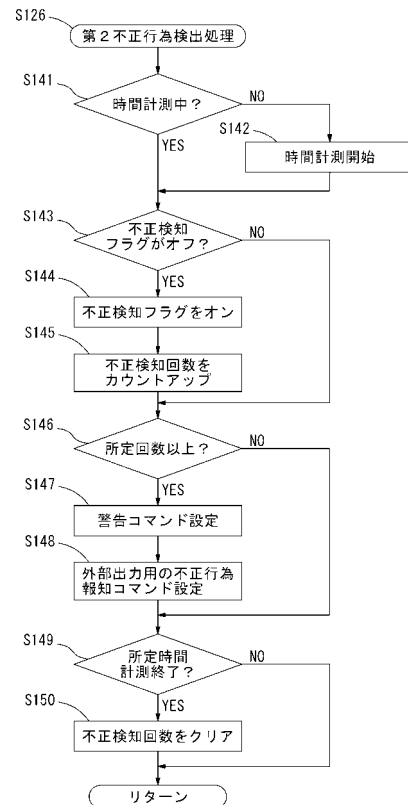 S126
第2不正行為検出処理
S141
時間計測中？
NO
S142
YES
時間計測開始
S143
不正検知
フラグがオフ？
NO
S144
YES
不正検知フラグをオン
S145
不正検知回数を
カウントアップ
S146
所定回数以上？
NO
S147
YES
警告コマンド設定
S148
外部出力用の不正行為
報知コマンド設定
S149
所定時間
計測終了？
NO
S150
YES
不正検知回数をクリア
リターン